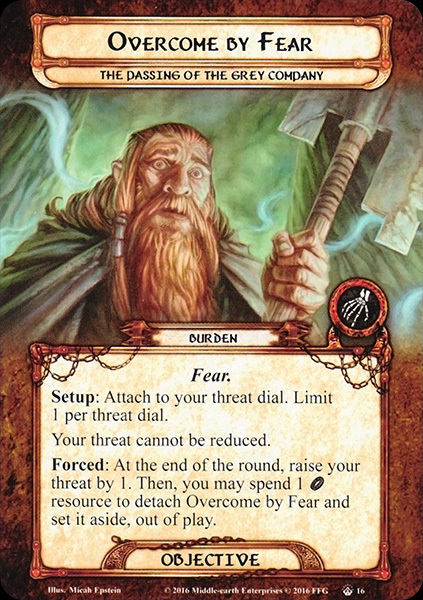 Overcome by Fear
The Passing of the Grey Company
Burden
Fear.
Setup: Attach to your threat dial. Limit
1 per threat dial.
Your threat cannot be reduced.
Forced: At the end of the round, raise your
threat by 1. Then, you may spend 1
resource to detach Overcome by Fear and
set it aside, out of play.
Objective
Illus. Micah Epstein © 2016 Middle-earth Enterprises © 2016 FFG 16